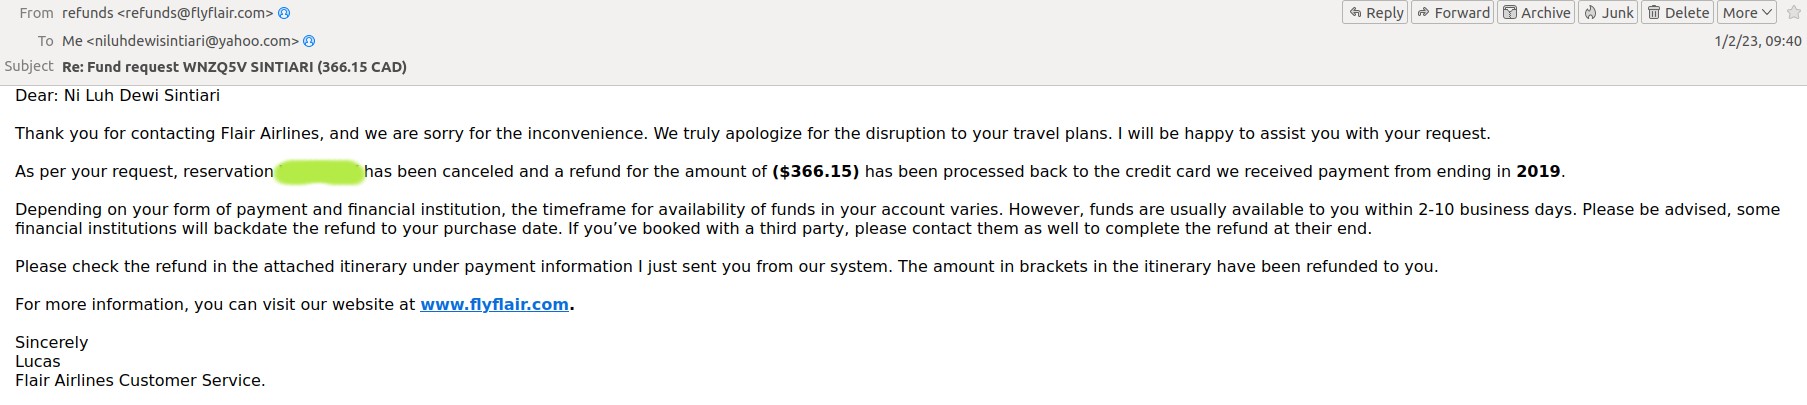 From refunds <refunds@flyflair.com>
Reply Forward Archive Junk Delete More
To Me <niluhdewisintiari@yahoo.com>
1/2/23, 09:40
Subject Re: Fund request WNZQ5V SINTIARI (366.15 CAD)
Dear: Ni Luh Dewi Sintiari
Thank you for contacting Flair Airlines, and we are sorry for the inconvenience. We truly apologize for the disruption to your travel plans. I will be happy to assist you with your request.
As per your request, reservation has been canceled and a refund for the amount of ($366.15) has been processed back to the credit card we received payment from ending in 2019.
Depending on your form of payment and financial institution, the timeframe for availability of funds in your account varies. However, funds are usually available to you within 2-10 business days. Please be advised, some
financial institutions will backdate the refund to your purchase date. If you’ve booked with a third party, please contact them as well to complete the refund at their end.
Please check the refund in the attached itinerary under payment information I just sent you from our system. The amount in brackets in the itinerary have been refunded to you.
For more information, you can visit our website at www.flyflair.com.
Sincerely
Lucas
Flair Airlines Customer Service.